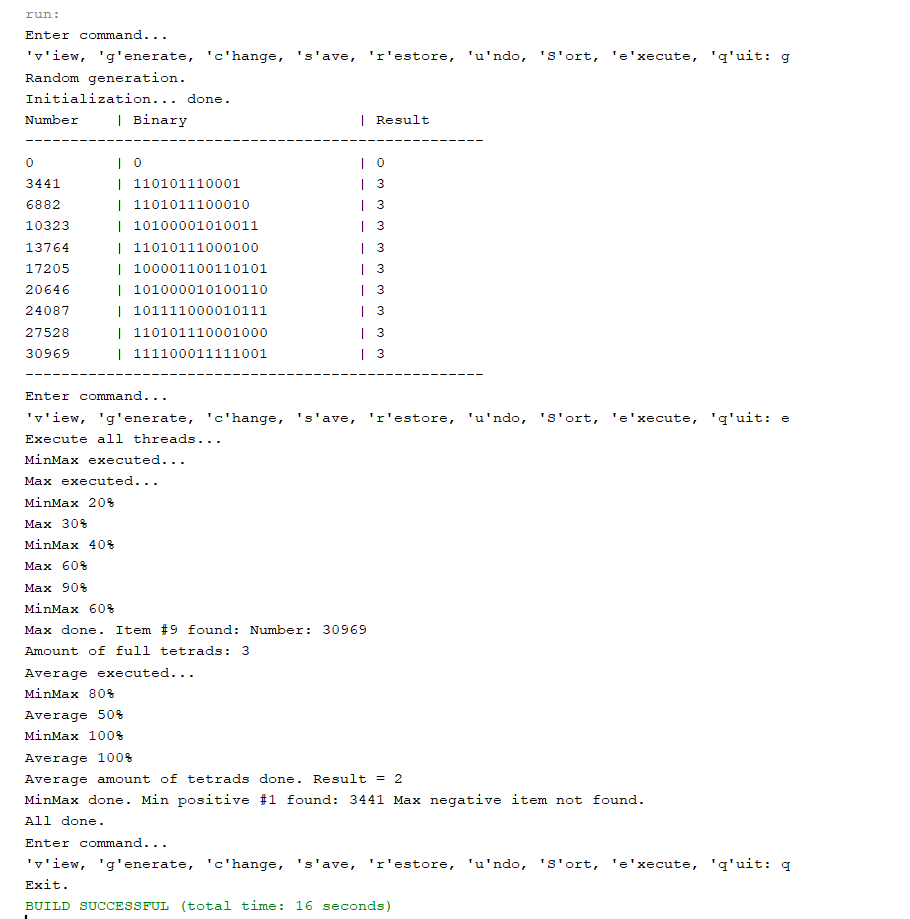 run:
Enter command...
'v'iew, 'g'enerate, 'c'hange, 's'ave, 'r'estore, 'u'ndo, 'S'ort, 'e'xecute, 'q'uit: g
Random generation.
Initialization... done.
Number | Binary | Result
---------------------------------------------------
0 | 0 | 0
3441 | 110101110001 | 3
6882 | 1101011100010 | 3
10323 | 10100001010011 | 3
13764 | 11010111000100 | 3
17205 | 100001100110101 | 3
20646 | 101000010100110 | 3
24087 | 101111000010111 | 3
27528 | 110101110001000 | 3
30969 | 111100011111001 | 3
---------------------------------------------------
Enter command...
'v'iew, 'g'enerate, 'c'hange, 's'ave, 'r'estore, 'u'ndo, 'S'ort, 'e'xecute, 'q'uit: e
Execute all threads...
MinMax executed...
Max executed...
MinMax 20%
Max 30%
MinMax 40%
Max 60%
Max 90%
MinMax 60%
Max done. Item #9 found: Number: 30969
Amount of full tetrads: 3
Average executed...
MinMax 80%
Average 50%
MinMax 100%
Average 100%
Average amount of tetrads done. Result = 2
MinMax done. Min positive #1 found: 3441 Max negative item not found.
All done.
Enter command...
'v'iew, 'g'enerate, 'c'hange, 's'ave, 'r'estore, 'u'ndo, 'S'ort, 'e'xecute, 'q'uit: q
Exit.
BUILD SUCCESSFUL (total time: 16 seconds)